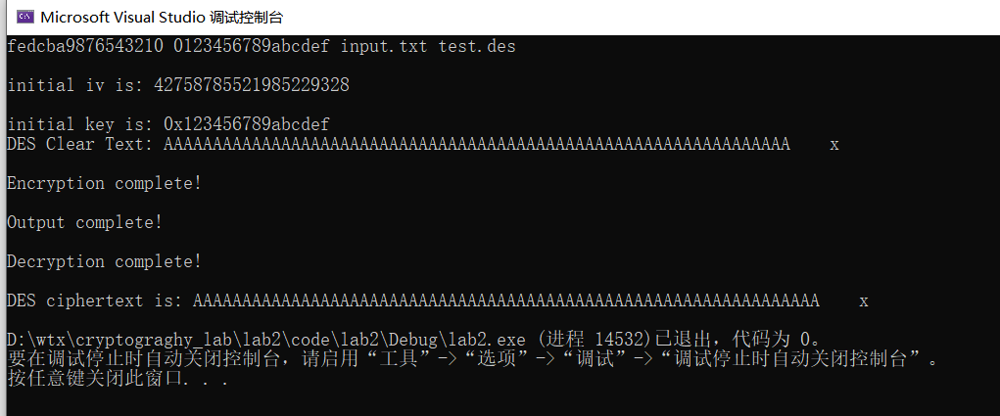 Microsoft Visual Studio 调试控制台
fedcba9876543210 0123456789abcdef input.txt test.des
initial iv is: 42758785521985229328
initial key is: 0x123456789abcdef
DES Clear Text: AAAAAAAAAAAAAAAAAAAAAAAAAAAAAAAAAAAAAAAAAAAAAAAAAAAAAAAAAAAAAAAA    x
Encryption complete!
Output complete!
Decryption complete!
DES ciphertext is: AAAAAAAAAAAAAAAAAAAAAAAAAAAAAAAAAAAAAAAAAAAAAAAAAAAAAAAAAAAAAAAA    x
D:\wtx\cryptograghy_lab\lab2\code\lab2\Debug\lab2.exe (进程 14532)已退出，代码为 0。
要在调试停止时自动关闭控制台，请启用“工具”->“选项”->“调试”->“调试停止时自动关闭控制台”。
按任意键关闭此窗口. . .